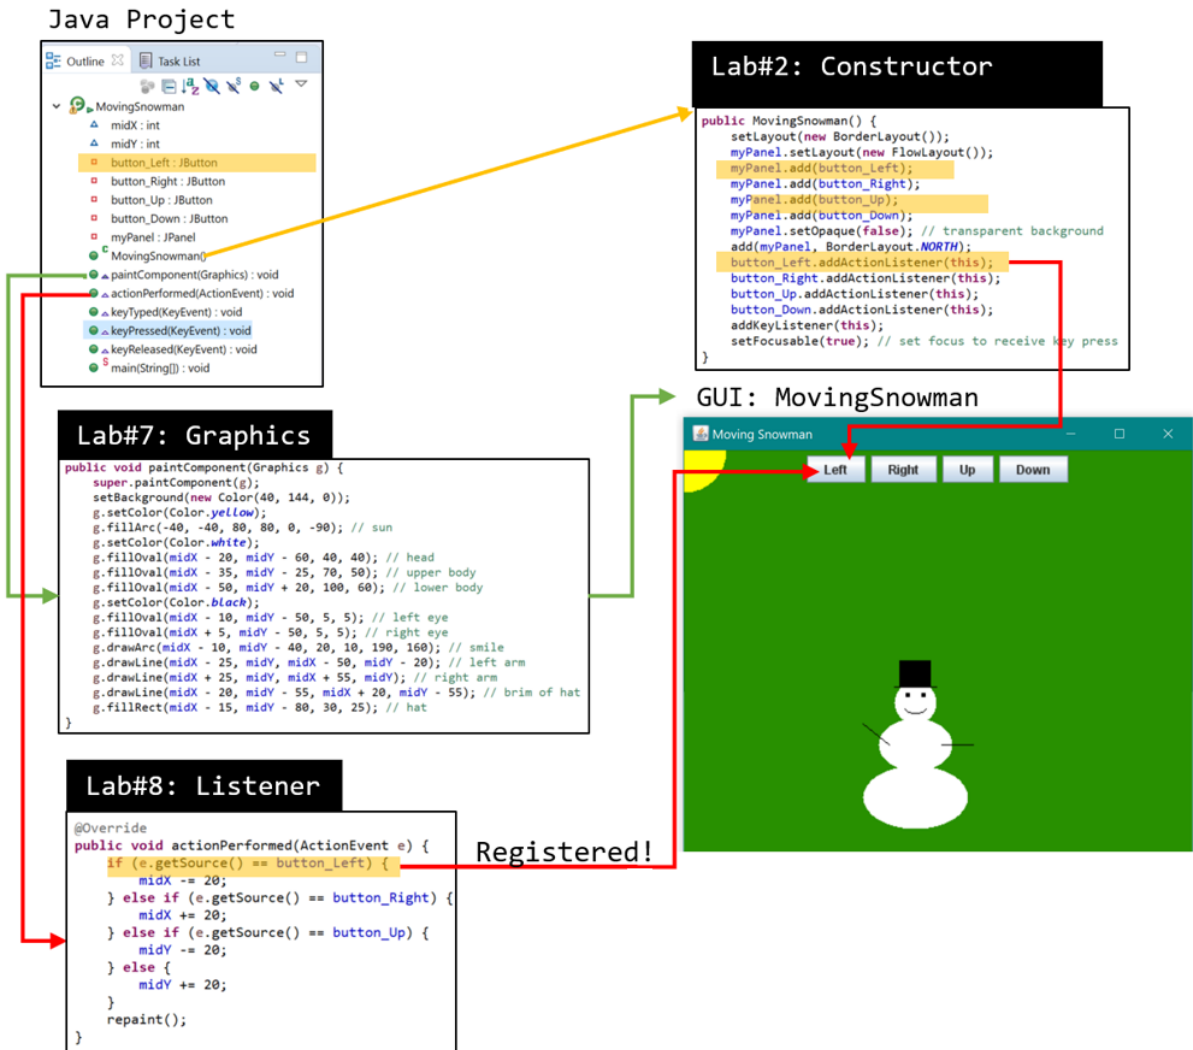 Java Project
Outline
Task List
MovingSnowman
midX : int
midY : int
button_Left : JButton
button_Right : JButton
button_Up : JButton
button_Down : JButton
myPanel : JPanel
MovingSnowman()
paintComponent(Graphics) : void
actionPerformed(ActionEvent) : void
keyTyped(KeyEvent) : void
keyPressed(KeyEvent) : void
keyReleased(KeyEvent) : void
main(String[]) : void
Lab#2: Constructor
public MovingSnowman() {
setLayout(new BorderLayout());
myPanel.setLayout(new FlowLayout());
myPanel.add(button_Left);
myPanel.add(button_Right);
myPanel.add(button_Up);
myPanel.add(button_Down);
myPanel.setOpaque(false); // transparent background
add(myPanel, BorderLayout.NORTH);
button_Left.addActionListener(this);
button_Right.addActionListener(this);
button_Up.addActionListener(this);
button_Down.addActionListener(this);
addKeyListener(this);
setFocusable(true); // set focus to receive key press
}
GUI: MovingSnowman
Moving Snowman
Left Right Up Down
Lab#7: Graphics
public void paintComponent(Graphics g) {
super.paintComponent(g);
setBackground(new Color(40, 144, 0));
g.setColor(Color.yellow);
g.fillArc(-40, -40, 80, 80, 0, -90); // sun
g.setColor(Color.white);
g.fillOval(midX - 20, midY - 60, 40, 40); // head
g.fillOval(midX - 35, midY - 25, 70, 50); // upper body
g.fillOval(midX - 50, midY + 20, 100, 60); // lower body
g.setColor(Color.black);
g.fillOval(midX - 10, midY - 50, 5, 5); // left eye
g.fillOval(midX + 5, midY - 50, 5, 5); // right eye
g.drawArc(midX - 10, midY - 40, 20, 10, 190, 160); // smile
g.drawLine(midX - 25, midY, midX - 50, midY - 20); // left arm
g.drawLine(midX + 25, midY, midX + 55, midY); // right arm
g.drawLine(midX - 20, midY - 55, midX + 20, midY - 55); // brim of hat
g.fillRect(midX - 15, midY - 80, 30, 25); // hat
}
Lab#8: Listener
@Override
public void actionPerformed(ActionEvent e) {
if (e.getSource() == button_Left) {
midX -= 20;
} else if (e.getSource() == button_Right) {
midX += 20;
} else if (e.getSource() == button_Up) {
midY -= 20;
} else {
midY += 20;
}
repaint();
}
Registered!